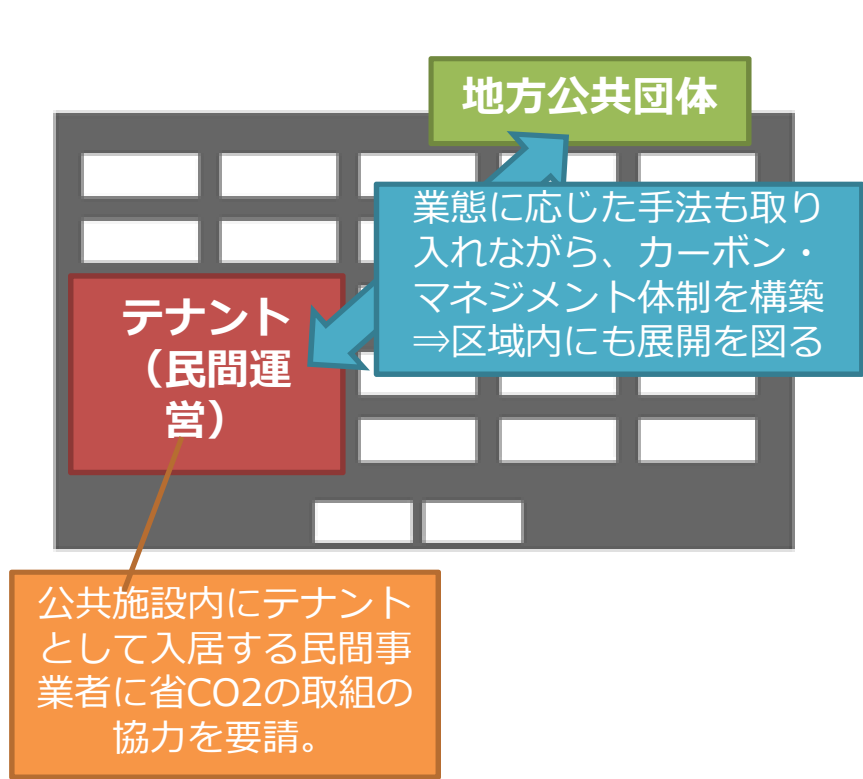 地方公共団体
業態に応じた手法も取り
入れながら、カーボン・
マネジメント体制を構築
⇒区域内にも展開を図る
テナント
（民間運
営）
公共施設内にテナント
として入居する民間事
業者に省CO2の取組の
協力を要請。